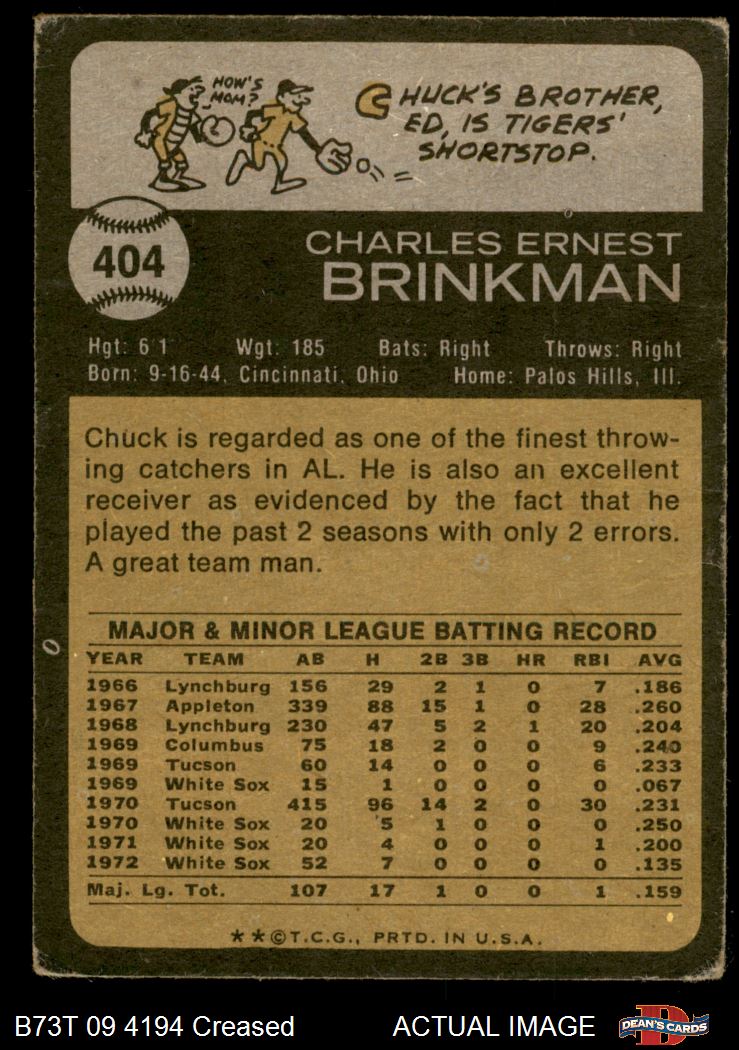 HOW'S
MOM?
CHUCK'S BROTHER,
ED, IS TIGERS'
SHORTSTOP.
404
CHARLES ERNEST
BRINKMAN
Hgt: 6 1 Wgt: 185 Bats: Right Throws: Right
Born: 9-16-44, Cincinnati, Ohio Home: Palos Hills, Ill.
Chuck is regarded as one of the finest throw-
ing catchers in AL. He is also an excellent
receiver as evidenced by the fact that he
played the past 2 seasons with only 2 errors.
A great team man.
MAJOR & MINOR LEAGUE BATTING RECORD
YEAR TEAM AB H 2B 3B HR RBI AVG
1966 Lynchburg 156 29 2 1 0 7 .186
1967 Appleton 339 88 15 1 0 28 .260
1968 Lynchburg 230 47 5 2 1 20 .204
1969 Columbus 75 18 2 0 0 9 .240
1969 Tucson 60 14 0 0 0 6 .233
1969 White Sox 15 1 0 0 0 0 .067
1970 Tucson 415 96 14 2 0 30 .231
1970 White Sox 20 5 1 0 0 0 .250
1971 White Sox 20 4 0 0 0 1 .200
1972 White Sox 52 7 0 0 0 0 .135
Maj. Lg. Tot. 107 17 1 0 0 1 .159
**©T.C.G., PRTD. IN U.S.A.
B73T 09 4194 Creased ACTUAL IMAGE
D
DEAN'S CARDS